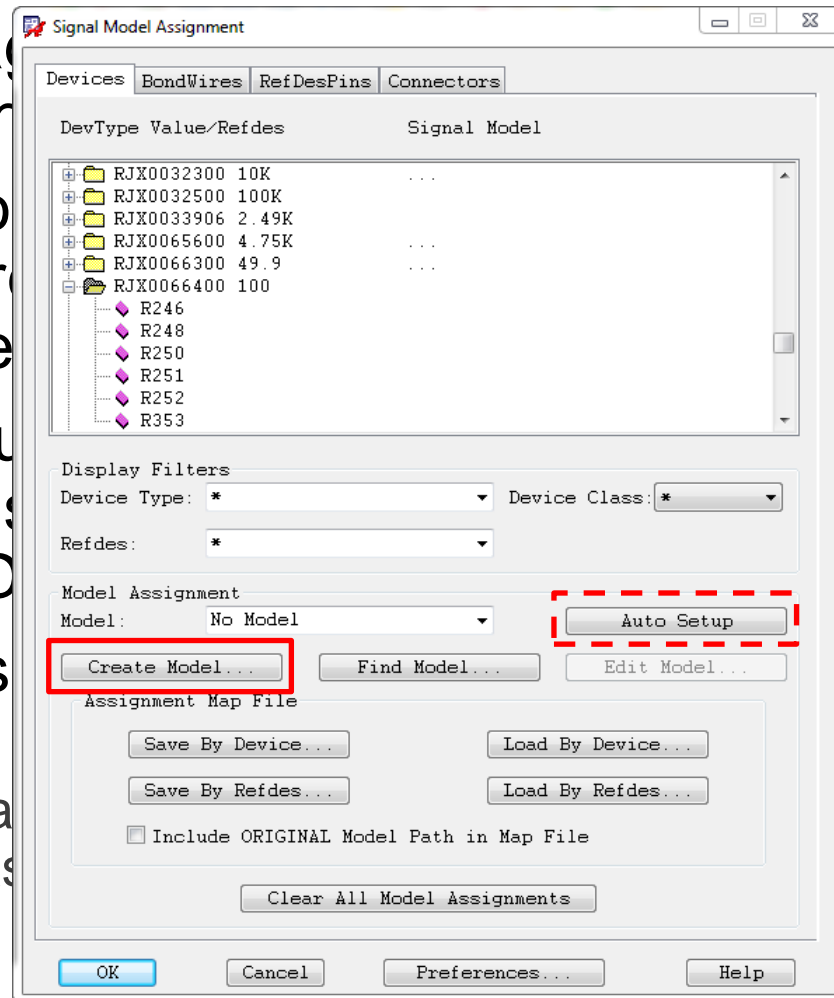 Signal Model Assignment
Devices BondWires RefDesPins Connectors
DevType Value/Refdes Signal Model
RJX0032300 10K ...
RJX0032500 100K
RJX0033906 2.49K
RJX0065600 4.75K ...
RJX0066300 49.9 ...
RJX0066400 100
R246
R248
R250
R251
R252
R353
Display Filters
Device Type: * Device Class: *
Refdes: *
Model Assignment
Model: No Model Auto Setup
Create Model... Find Model... Edit Model...
Assignment Map File
Save By Device... Load By Device...
Save By Refdes... Load By Refdes...
Include ORIGINAL Model Path in Map File
Clear All Model Assignments
OK Cancel Preferences... Help